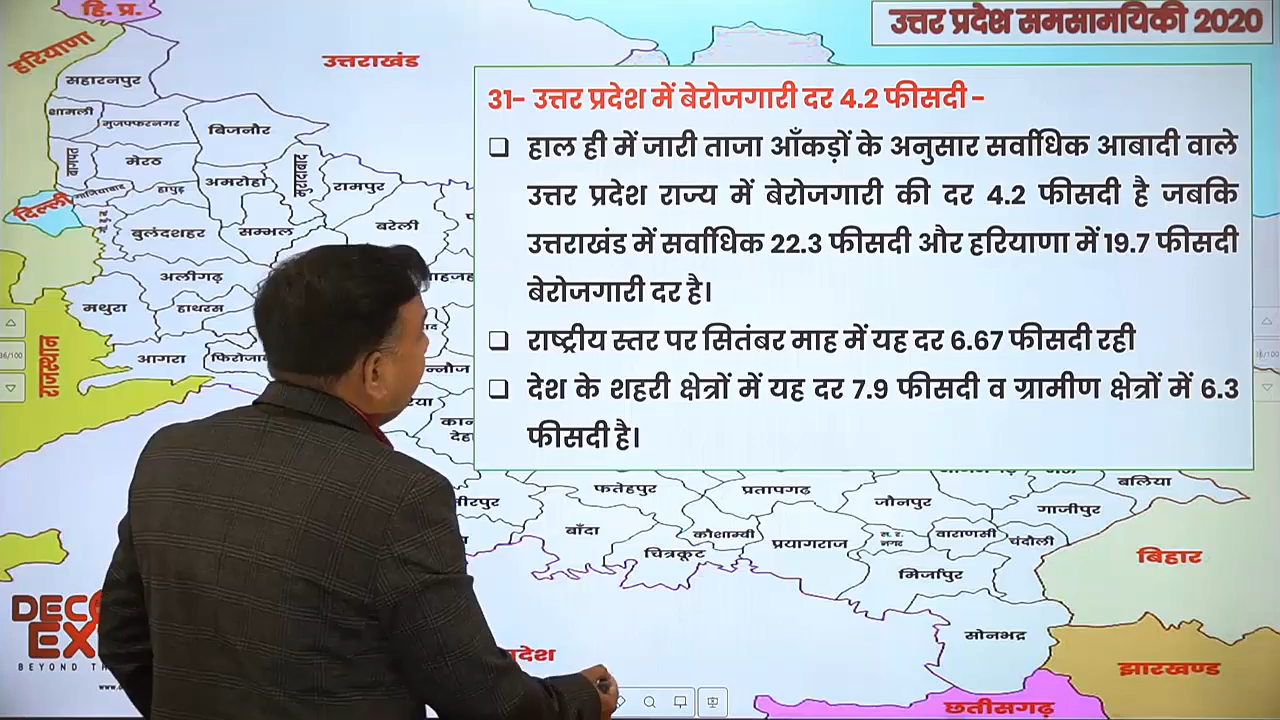 उत्तर प्रदेश समसामयिकी 2020
31- उत्तर प्रदेश में बेरोजगारी दर 4.2 फीसदी -
हाल ही में जारी ताजा आँकड़ों के अनुसार सर्वाधिक आबादी वाले
उत्तर प्रदेश राज्य में बेरोजगारी की दर 4.2 फीसदी है जबकि
उत्तराखंड में सर्वाधिक 22.3 फीसदी और हरियाणा में 19.7 फीसदी
बेरोजगारी दर है।
राष्ट्रीय स्तर पर सितंबर माह में यह दर 6.67 फीसदी रही
देश के शहरी क्षेत्रों में यह दर 7.9 फीसदी व ग्रामीण क्षेत्रों में 6.3
फीसदी है।
हि. प्र.
हरियाणा
उत्तराखंड
सहारनपुर
शामली
मुजफ्फरनगर
बिजनौर
बागपत
मेरठ
मुरादाबाद
गाजियाबाद
हापुड़
अमरोहा
रामपुर
दिल्ली
बुलंदशहर
सम्भल
बरेली
अलीगढ़
मथुरा
हाथरस
राजस्थान
आगरा
प्रतापगढ़
फतेहपुर
जौनपुर
बलिया
गाजीपुर
बाँदा
कौशाम्बी
प्रयागराज
वाराणसी
चंदौली
चित्रकूट
मिर्जापुर
बिहार
सोनभद्र
झारखण्ड
छतीसगढ़
BEYOND